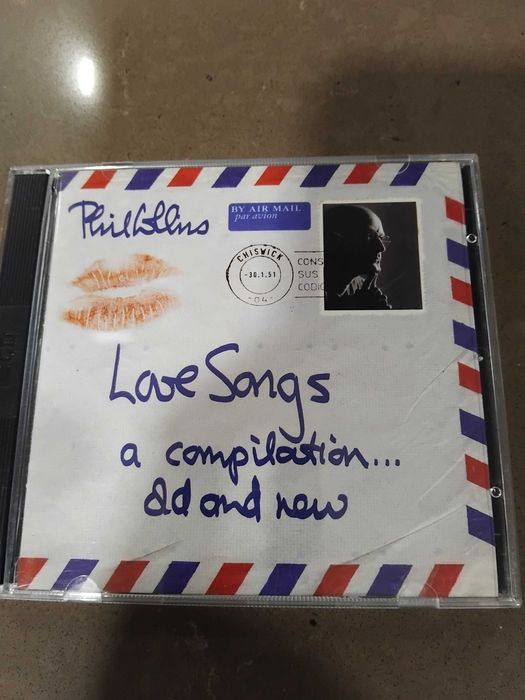 Phil Collins
BY AIR MAIL
par avion
CHISWICK
-30.1.51
-04-
CONS
SUS
CODIC
Love Songs
a compilation...
old and new